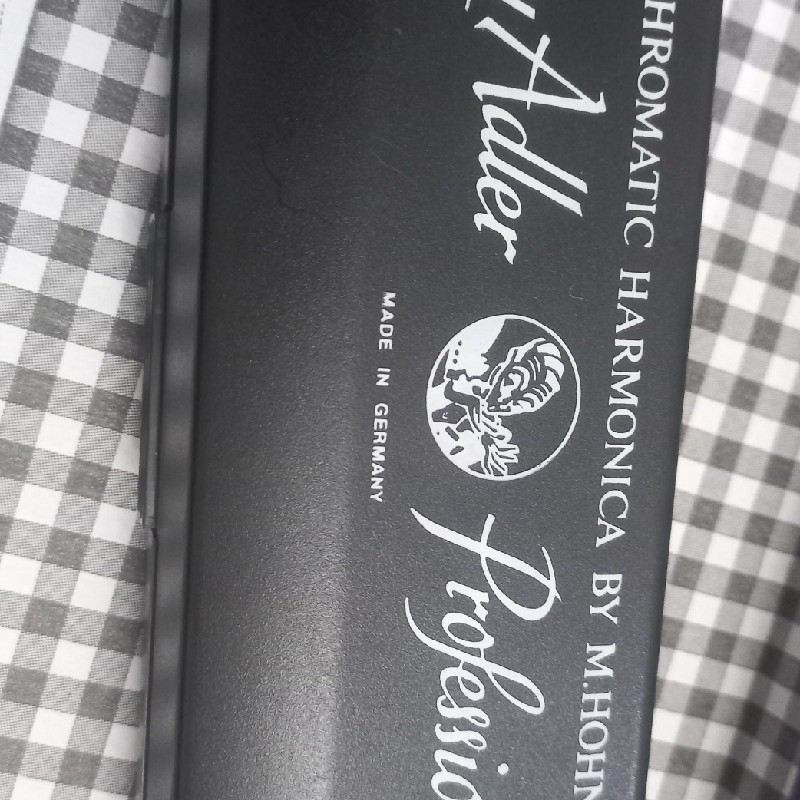 HROMATIC HARMONICA BY M.HOHN
y Adler Professio
MADE IN GERMANY